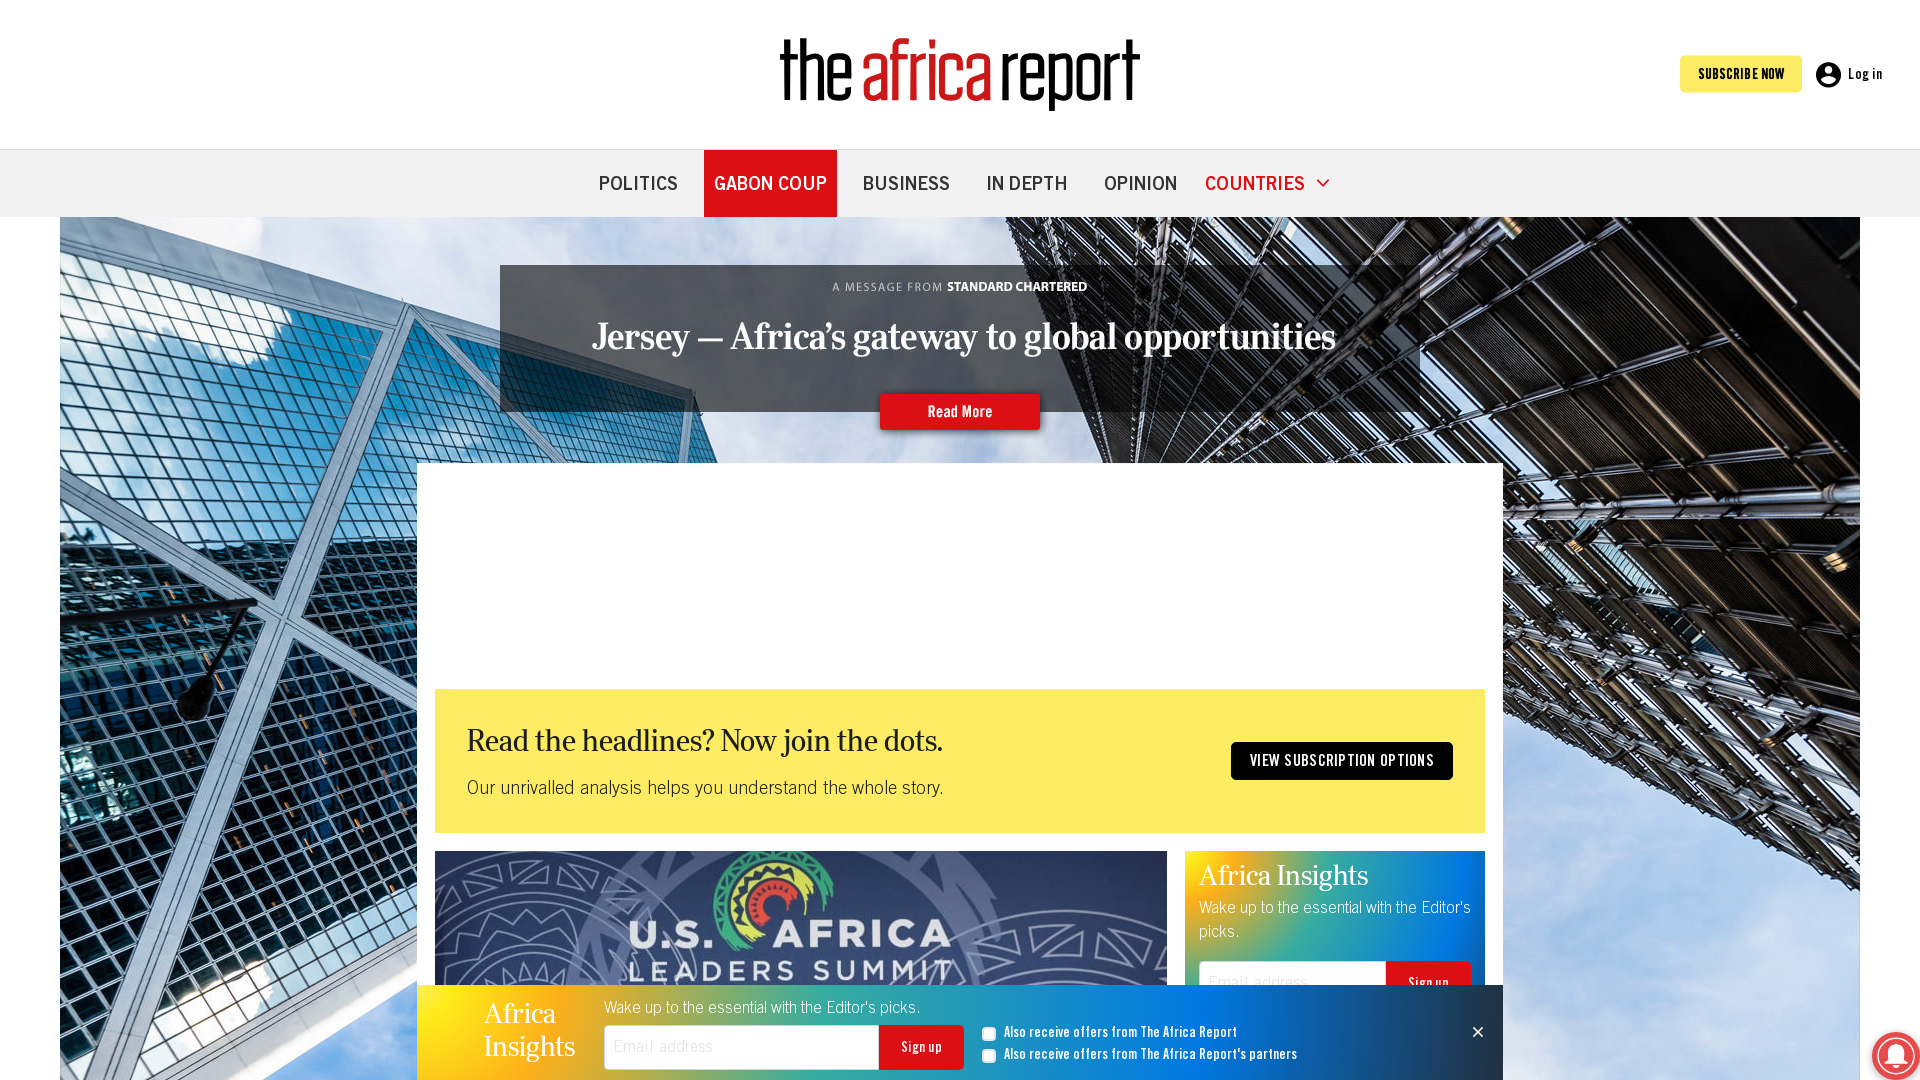 the africa report
SUBSCRIBE NOW
Log in
POLITICS
GABON COUP
BUSINESS
IN DEPTH
OPINION
COUNTRIES
A MESSAGE FROM STANDARD CHARTERED
Jersey — Africa’s gateway to global opportunities
Read More
Read the headlines? Now join the dots.
Our unrivalled analysis helps you understand the whole story.
VIEW SUBSCRIPTION OPTIONS
U.S. AFRICA
LEADERS SUMMIT
Africa Insights
Wake up to the essential with the Editor's
picks.
Email address
Sign up
Africa
Insights
Wake up to the essential with the Editor's picks.
Email address
Sign up
Also receive offers from The Africa Report
Also receive offers from The Africa Report's partners